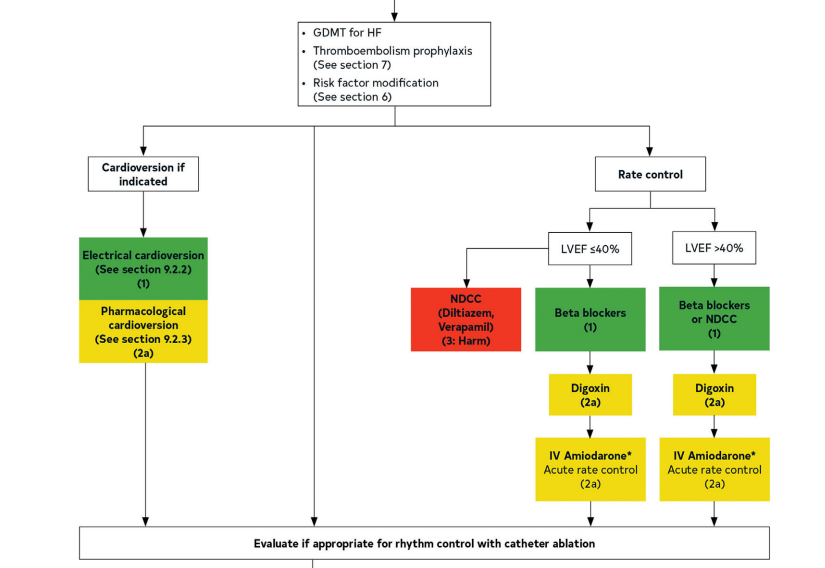 • GDMT for HF
• Thromboembolism prophylaxis
(See section 7)
• Risk factor modification
(See section 6)
Cardioversion if
indicated
Rate control
Electrical cardioversion
(See section 9.2.2)
(1)
Pharmacological
cardioversion
(See section 9.2.3)
(2a)
LVEF ≤40%
LVEF >40%
NDCC
(Diltiazem,
Verapamil)
(3: Harm)
Beta blockers
(1)
Beta blockers
or NDCC
(1)
Digoxin
(2a)
Digoxin
(2a)
IV Amiodarone*
Acute rate control
(2a)
IV Amiodarone*
Acute rate control
(2a)
Evaluate if appropriate for rhythm control with catheter ablation